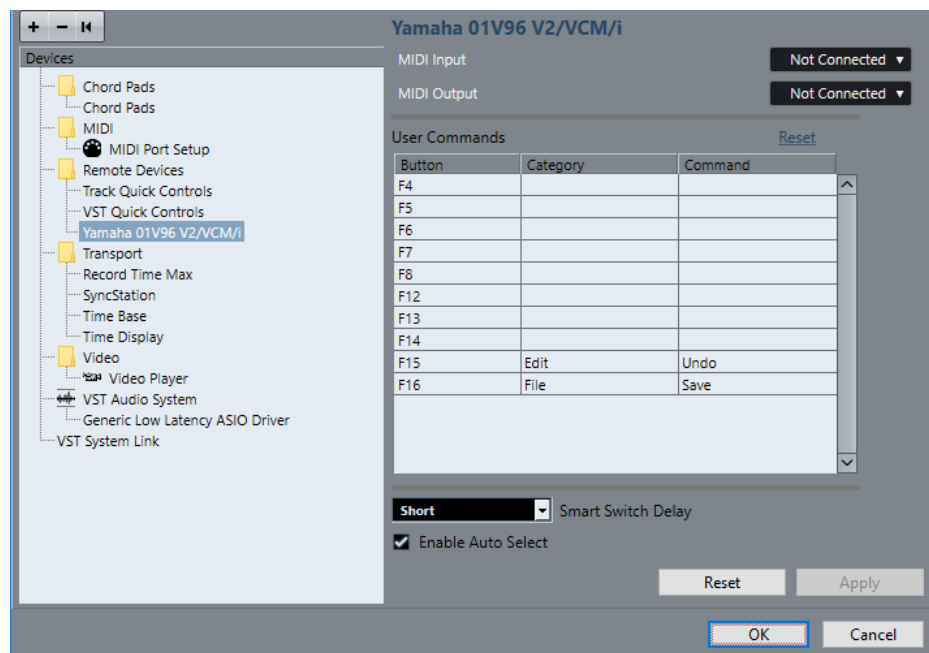 + − I◀
Devices
Chord Pads
Chord Pads
MIDI
MIDI Port Setup
Remote Devices
Track Quick Controls
VST Quick Controls
Yamaha 01V96 V2/VCM/i
Transport
Record Time Max
SyncStation
Time Base
Time Display
Video
Video Player
VST Audio System
Generic Low Latency ASIO Driver
VST System Link
Yamaha 01V96 V2/VCM/i
MIDI Input Not Connected
MIDI Output Not Connected
User Commands Reset
Button Category Command
F4
F5
F6
F7
F8
F12
F13
F14
F15 Edit Undo
F16 File Save
Short Smart Switch Delay
Enable Auto Select
Reset Apply
OK Cancel